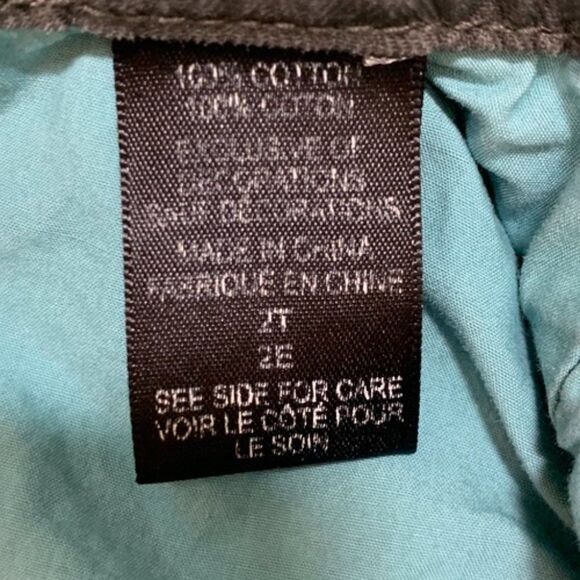 100% COTTON
100% COTTON
EXCLUSIVE OF
DECORATIONS
SAUF DÉCORATIONS
MADE IN CHINA
FABRIQUÉ EN CHINE
2T
2E
SEE SIDE FOR CARE
VOIR LE CÔTÉ POUR
LE SOIN